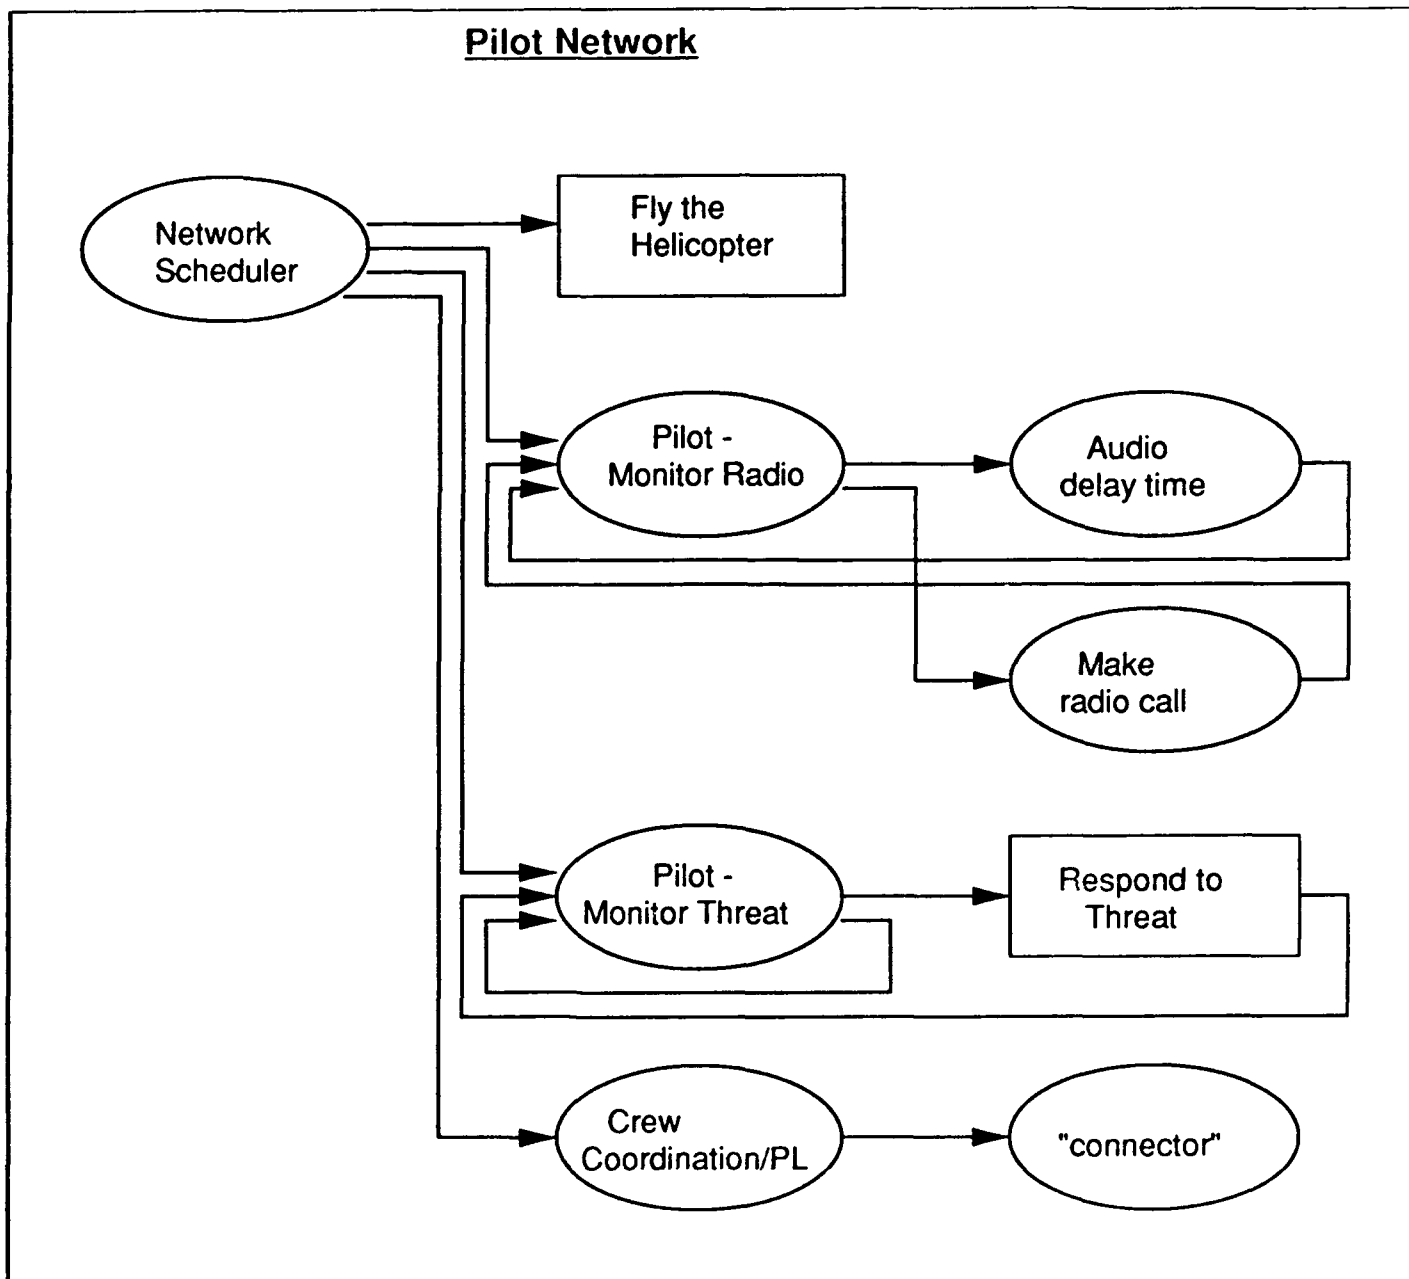 Pilot Network
Network
Scheduler
Fly the
Helicopter
Pilot -
Monitor Radio
Audio
delay time
Make
radio call
Pilot -
Monitor Threat
Respond to
Threat
Crew
Coordination/PL
"connector"